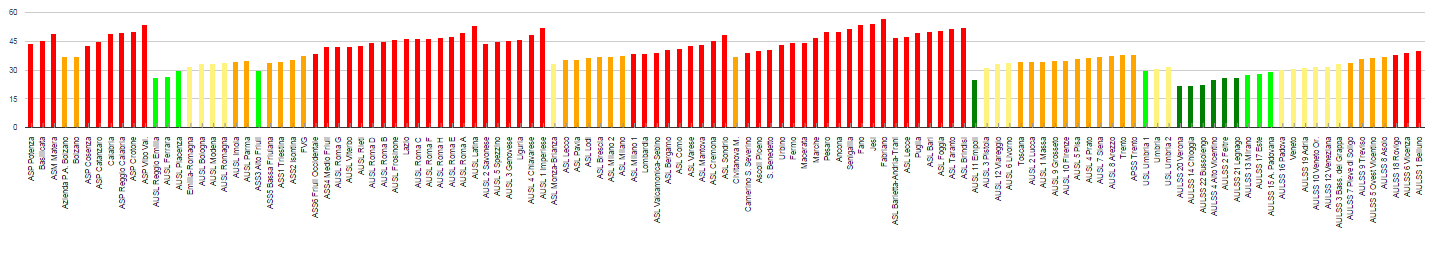 60
45
30
15
0
ASP Potenza
Basilicata
ASM Matera
Azienda P.A. Bolzano
Bolzano
ASP Cosenza
ASP Catanzaro
Calabria
ASP Reggio Calabria
ASP Crotone
ASP Vibo Val.
AUSL Reggio Emilia
AUSL Ferrara
AUSL Piacenza
Emilia-Romagna
AUSL Bologna
AUSL Modena
AUSL Romagna
AUSL Imola
AUSL Parma
ASS3 Alto Friuli
ASS5 Bassa Friulana
ASS1 Triestina
ASS2 Isontina
FVG
ASS6 Friuli Occidentale
ASS4 Medio Friuli
AUSL Roma G
AUSL Viterbo
AUSL Rieti
AUSL Roma D
AUSL Roma B
AUSL Frosinone
Lazio
AUSL Roma C
AUSL Roma F
AUSL Roma H
AUSL Roma E
AUSL Roma A
AUSL Latina
ASL 2 Savonese
ASL 5 Spezzino
ASL 3 Genovese
Liguria
ASL 4 Chiavarese
ASL 1 Imperiese
ASL Monza-Brianza
ASL Lecco
ASL Pavia
ASL Lodi
ASL Brescia
ASL Milano 2
ASL Milano
ASL Milano 1
Lombardia
ASL Valcamonica-Sebino
ASL Bergamo
ASL Como
ASL Varese
ASL Mantova
ASL Cremona
ASL Sondrio
Civitanova M.
Camerino S. Severino
Ascoli Piceno
S. Benedetto
Urbino
Fermo
Macerata
Marche
Pesaro
Ancona
Senigallia
Fano
Jesi
Fabriano
ASL Barletta-Andria-Trani
ASL Lecce
Puglia
ASL Bari
ASL Foggia
ASL Taranto
ASL Brindisi
AUSL 11 Empoli
AUSL 3 Pistoia
AUSL 12 Viareggio
AUSL 6 Livorno
Toscana
AUSL 2 Lucca
AUSL 1 Massa
AUSL 9 Grosseto
AUSL 10 Firenze
AUSL 5 Pisa
AUSL 4 Prato
AUSL 7 Siena
AUSL 8 Arezzo
Trento
APS Trento
USL Umbria 1
Umbria
USL Umbria 2
AULSS 20 Verona
AULSS 14 Chioggia
AULSS 22 Bussolengo
AULSS 4 Alto Vicentino
AULSS 2 Feltre
AULSS 21 Legnago
AULSS 13 Mirano
AULSS 17 Este
AULSS 15 A. Padovana
AULSS 16 Padova
Veneto
AULSS 19 Adria
AULSS 10 Veneto O.
AULSS 12 Veneziana
AULSS 3 Bass. del Grappa
AULSS 7 Pieve di Soligo
AULSS 9 Treviso
AULSS 5 Ovest Vicentino
AULSS 8 Asolo
AULSS 18 Rovigo
AULSS 6 Vicenza
AULSS 1 Belluno